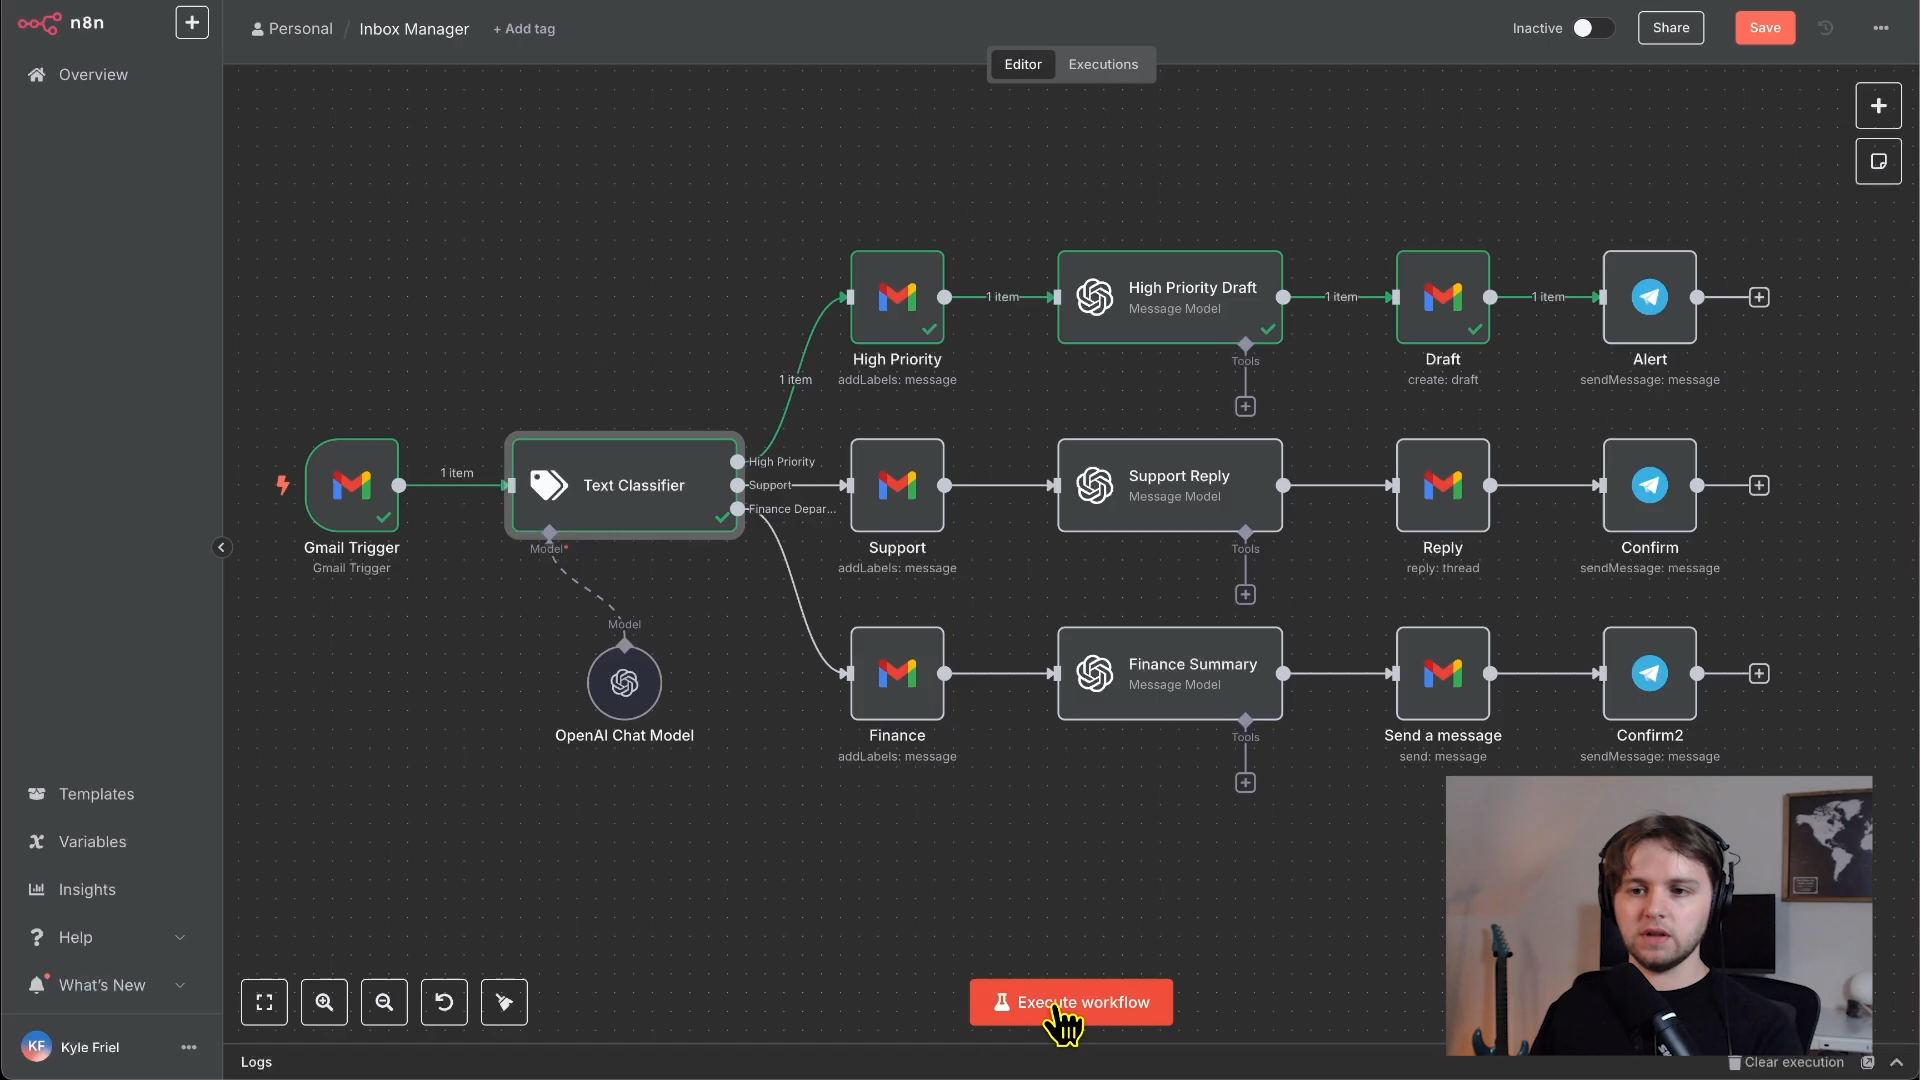 n8n
Personal / Inbox Manager + Add tag
Inactive
Share
Save
Editor Executions
Overview
1 item
1 item
1 item
1 item
1 item
High Priority
addLabels: message
High Priority Draft
Message Model
Tools
Draft
create: draft
Alert
sendMessage: message
Gmail Trigger
Gmail Trigger
Text Classifier
High Priority
Support
Finance Depar...
Model*
Model
OpenAI Chat Model
Support
addLabels: message
Support Reply
Message Model
Tools
Reply
reply: thread
Confirm
sendMessage: message
Finance
addLabels: message
Finance Summary
Message Model
Tools
Send a message
send: message
Confirm2
sendMessage: message
Templates
Variables
Insights
Help
What's New
KF Kyle Friel
Execute workflow
Logs
Clear execution